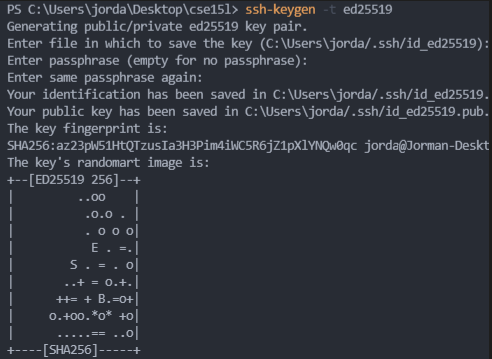 PS C:\Users\jorda\Desktop\cse15l> ssh-keygen -t ed25519
Generating public/private ed25519 key pair.
Enter file in which to save the key (C:\Users\jorda/.ssh/id_ed25519):
Enter passphrase (empty for no passphrase):
Enter same passphrase again:
Your identification has been saved in C:\Users\jorda/.ssh/id_ed25519.
Your public key has been saved in C:\Users\jorda/.ssh/id_ed25519.pub.
The key fingerprint is:
SHA256:az23pW51HtQTzusIa3H3Pim4iWC5R6jZ1pXlYNQw0qc jorda@Jorman-Deskt
The key's randomart image is:
+--[ED25519 256]--+
|         ..oo    |
|          .o.o . |
|          . o o o|
|           E . =.|
|        S . = . o|
|       ..+ = o.+.|
|      ++= + B.=o+|
|     o.+oo.*o* +o|
|      .....== ..o|
+----[SHA256]-----+